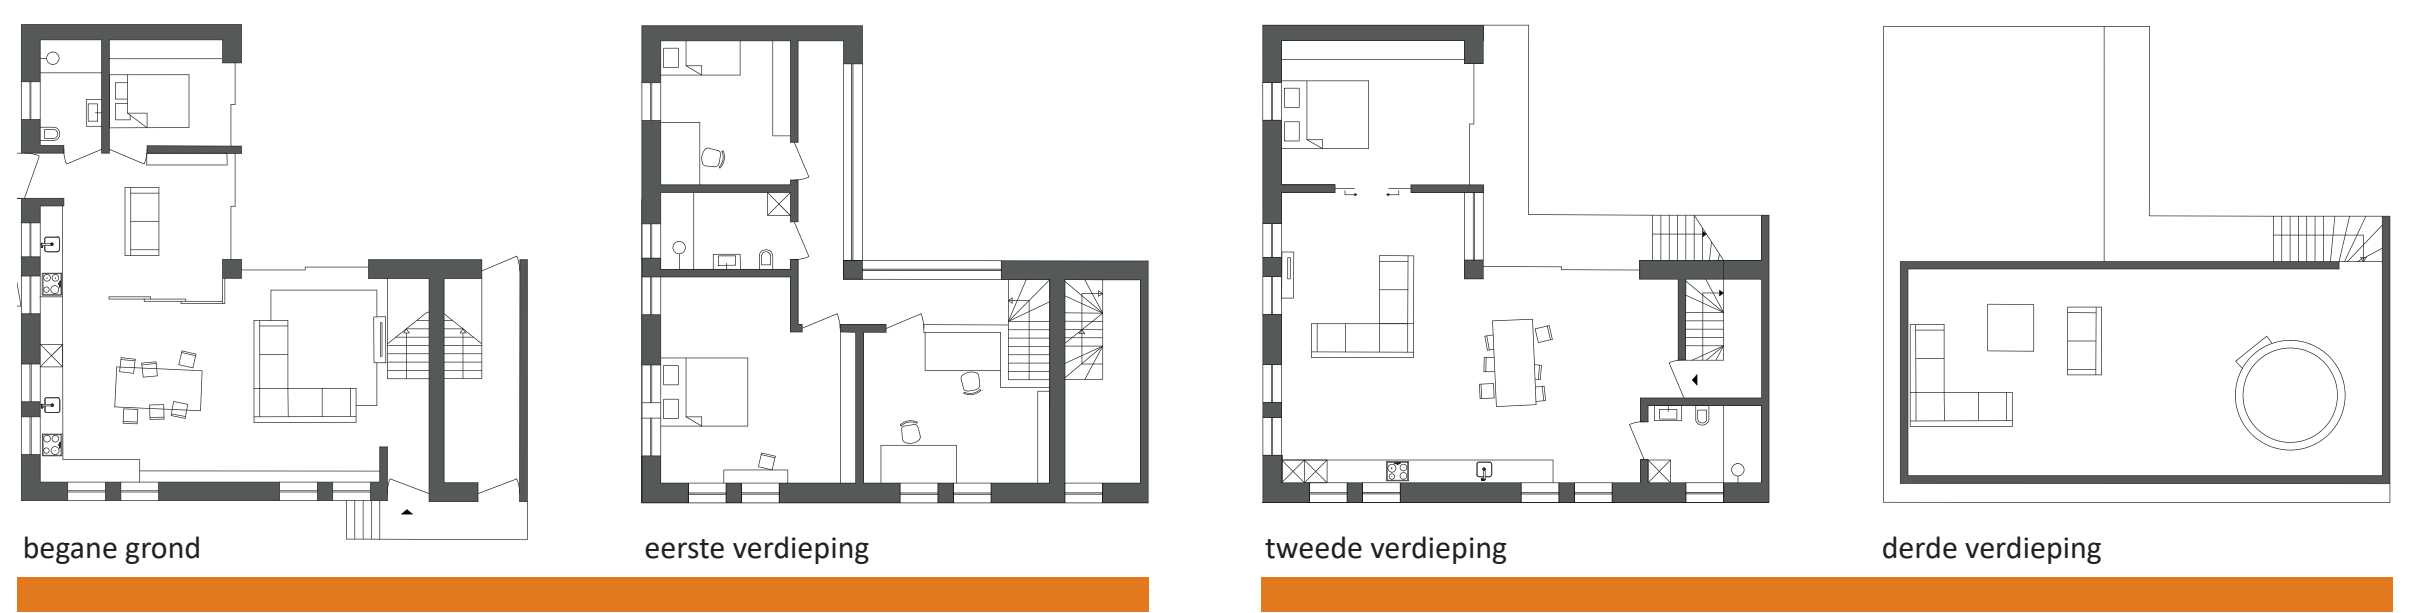 begane grond
eerste verdieping
tweede verdieping
derde verdieping